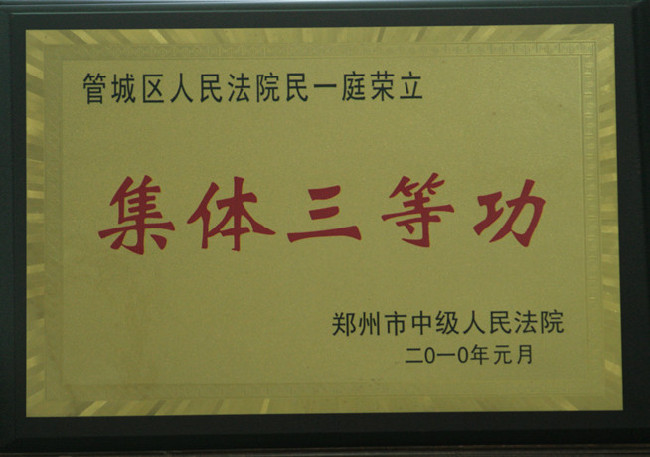 管城区人民法院民一庭荣立
集体三等功
郑州市中级人民法院
二〇一〇年元月